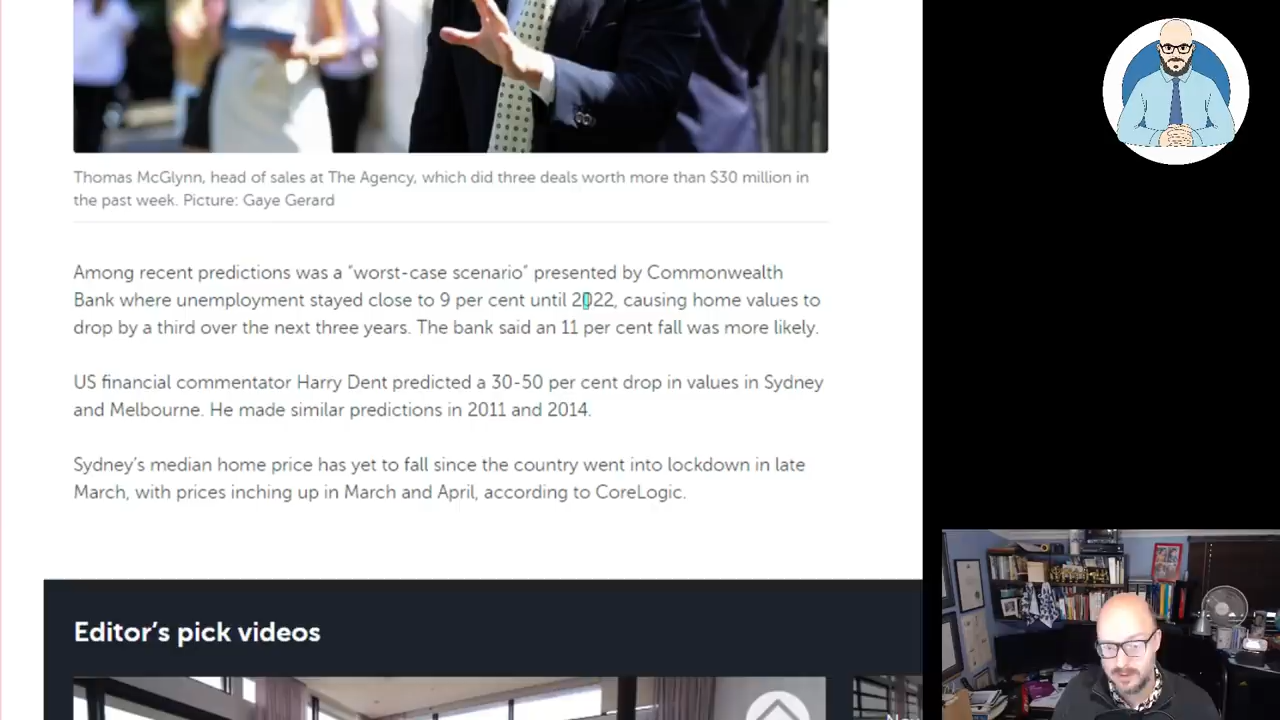 Thomas McGlynn, head of sales at The Agency, which did three deals worth more than $30 million in
the past week. Picture: Gaye Gerard
Among recent predictions was a “worst-case scenario” presented by Commonwealth
Bank where unemployment stayed close to 9 per cent until 2022, causing home values to
drop by a third over the next three years. The bank said an 11 per cent fall was more likely.
US financial commentator Harry Dent predicted a 30-50 per cent drop in values in Sydney
and Melbourne. He made similar predictions in 2011 and 2014.
Sydney’s median home price has yet to fall since the country went into lockdown in late
March, with prices inching up in March and April, according to CoreLogic.
Editor’s pick videos